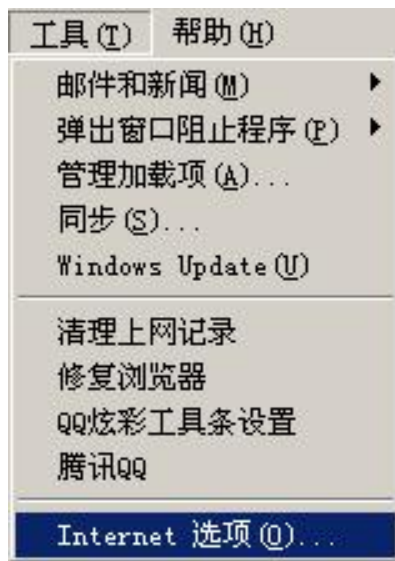 工具(T) 帮助(H)
邮件和新闻(M)
弹出窗口阻止程序(P)
管理加载项(A)...
同步(S)...
Windows Update(U)
清理上网记录
修复浏览器
QQ炫彩工具条设置
腾讯QQ
Internet 选项(O)...